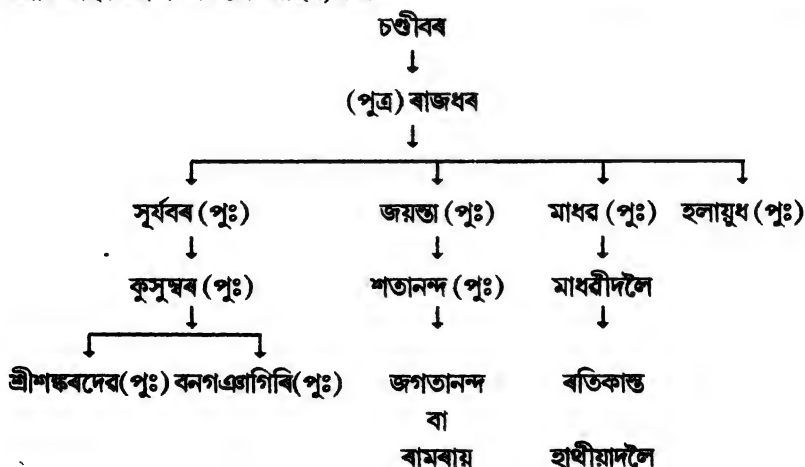 চণ্ডীবৰ
(পুত্ৰ) ৰাজধৰ
সূৰ্যবৰ (পুঃ) জয়ন্তা (পুঃ) মাধৱ (পুঃ) হলায়ুধ (পুঃ)
কুসুম্বৰ (পুঃ) শতানন্দ (পুঃ) মাধৱীদলৈ
শ্ৰীশঙ্কৰদেৱ(পুঃ) বনগঞাগিৰি(পুঃ) জগতানন্দ ৰতিকান্ত
বা
ৰামৰায় হাথীয়াদলৈ